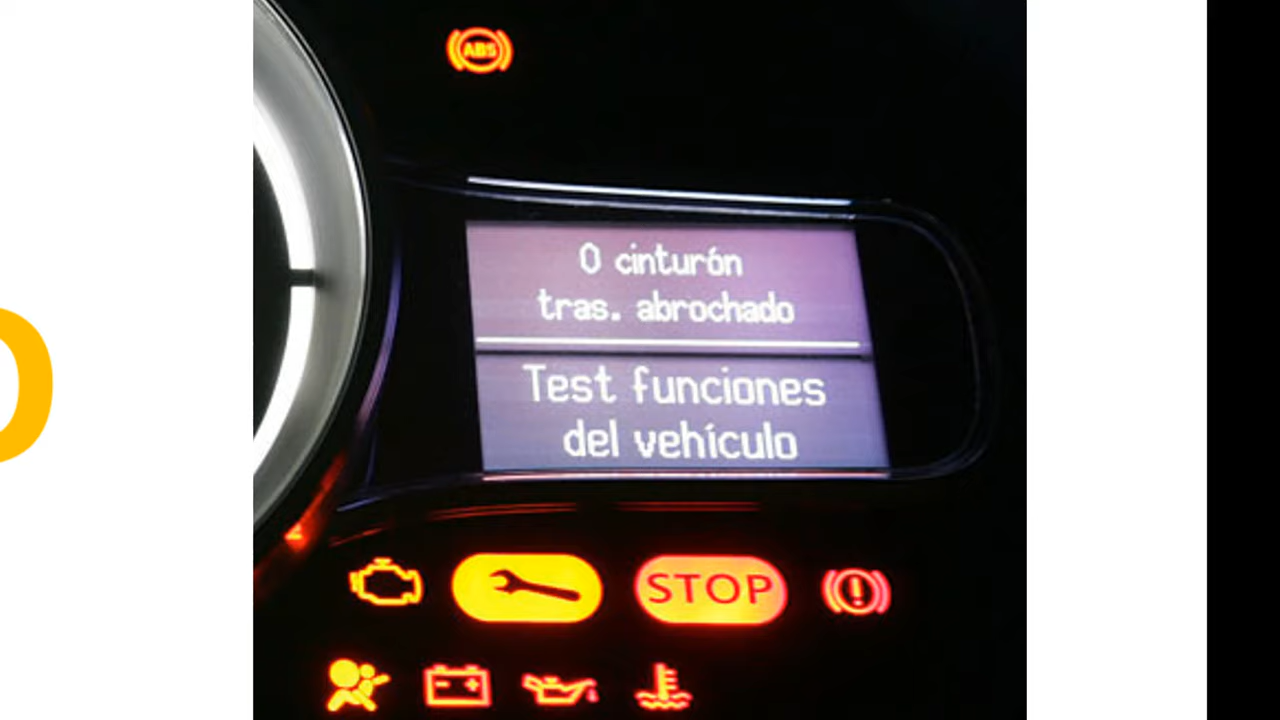 ABS
0 cinturón
tras. abrochado
Test funciones
del vehículo
STOP